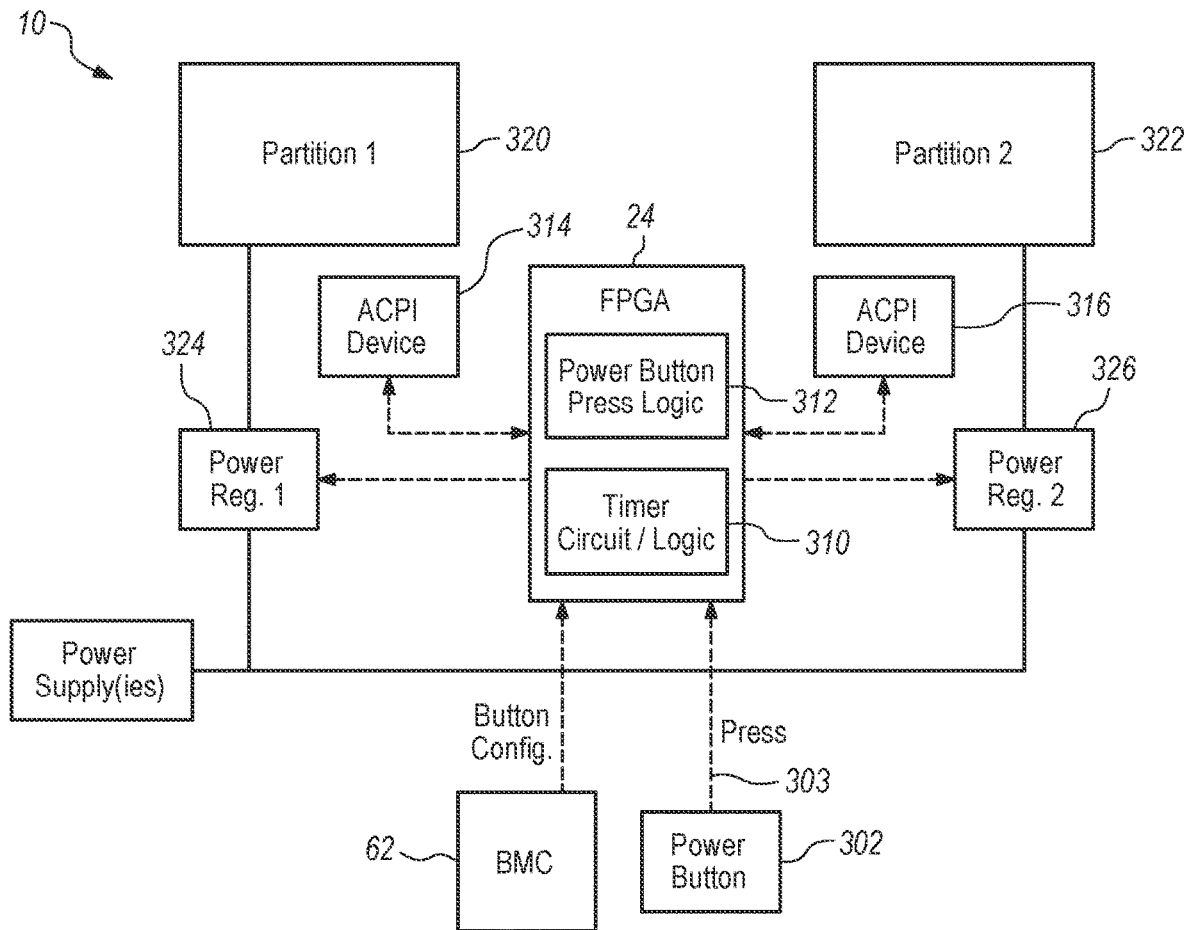 10
Partition 1
320
Partition 2
322
314
24
ACPI
Device
FPGA
ACPI
Device
316
324
Power Button
Press Logic
312
326
Power
Reg. 1
Power
Reg. 2
Timer
Circuit / Logic
310
Power
Supply(ies)
Button
Config.
Press
303
62
BMC
Power
Button
302